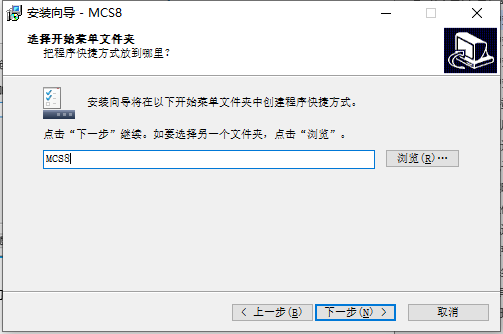 安装向导 - MCS8
选择开始菜单文件夹
把程序快捷方式放到哪里？
安装向导将在以下开始菜单文件夹中创建程序快捷方式。
点击“下一步”继续。如要选择另一个文件夹，点击“浏览”。
MCS8
浏览(R)…
< 上一步(B)
下一步(N) >
取消